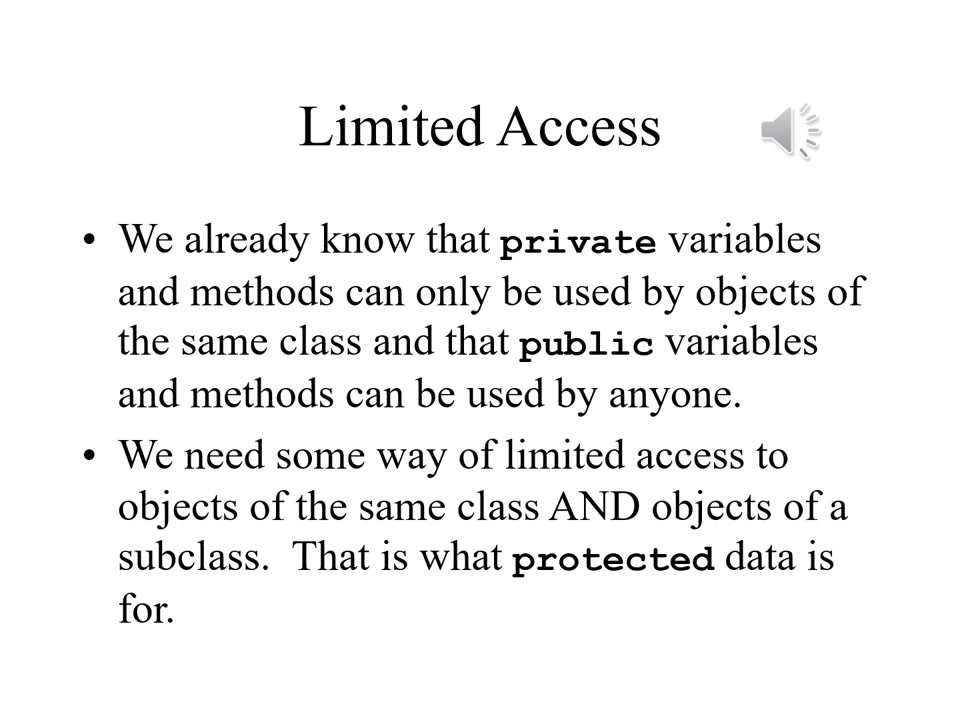 Limited Access
• We already know that private variables
and methods can only be used by objects of
the same class and that public variables
and methods can be used by anyone.
• We need some way of limited access to
objects of the same class AND objects of a
subclass.  That is what protected data is
for.